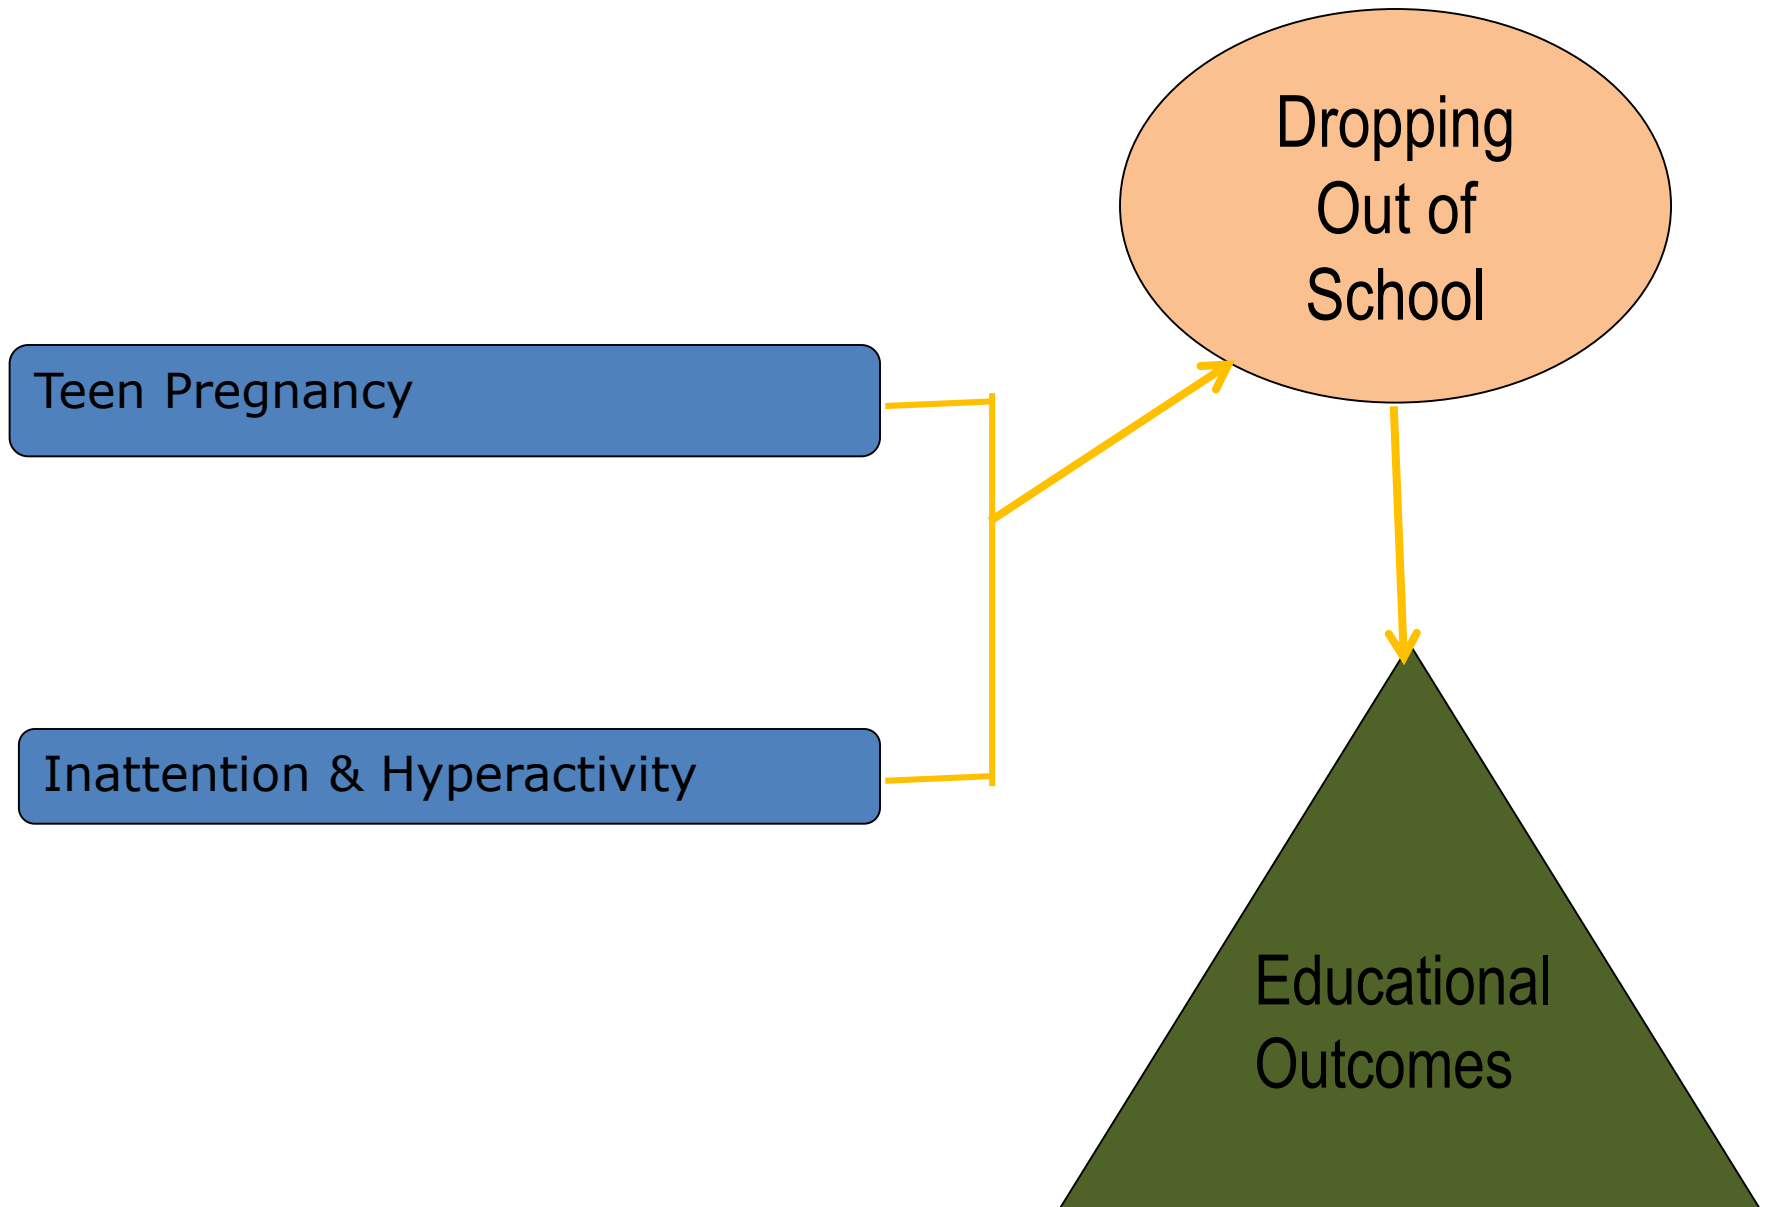 Dropping
Out of
School
Teen Pregnancy
Inattention & Hyperactivity
Educational
Outcomes